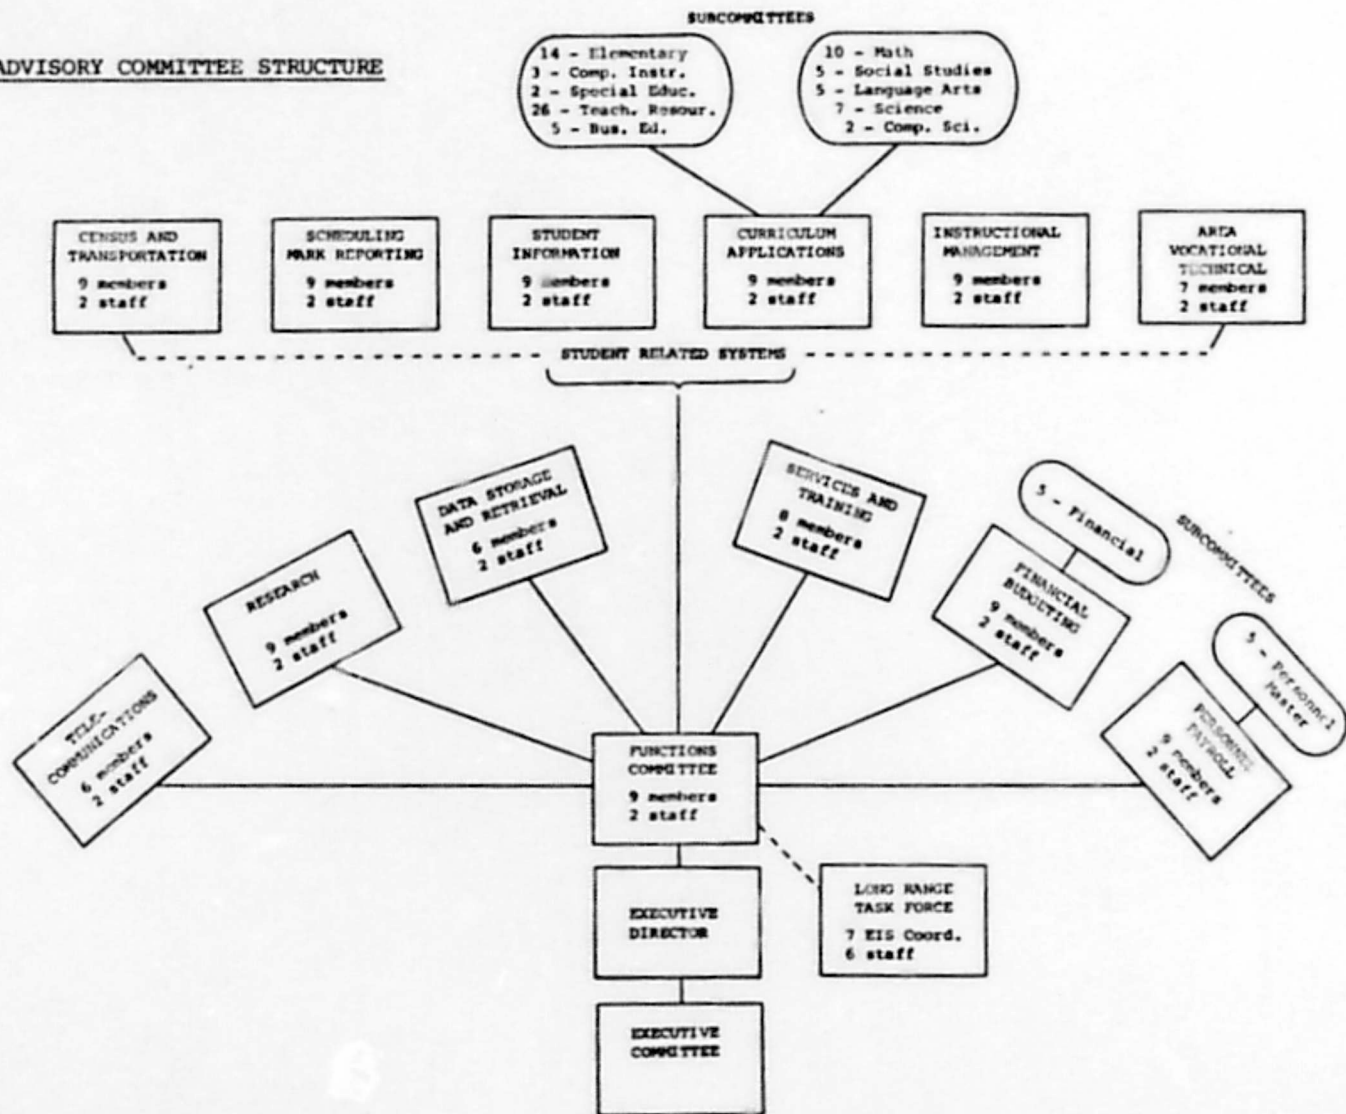 SUBCOMMITTEES
ADVISORY COMMITTEE STRUCTURE
14 - Elementary
3 - Comp. Instr.
2 - Special Educ.
26 - Teach. Resour.
5 - Bus. Ed.
10 - Math
5 - Social Studies
5 - Language Arts
7 - Science
2 - Comp. Sci.
CENSUS AND
TRANSPORTATION
9 members
2 staff
SCHEDULING
MARK REPORTING
9 members
2 staff
STUDENT
INFORMATION
9 members
2 staff
CURRICULUM
APPLICATIONS
9 members
2 staff
INSTRUCTIONAL
MANAGEMENT
9 members
2 staff
AREA
VOCATIONAL
TECHNICAL
7 members
2 staff
STUDENT RELATED SYSTEMS
TELE-
COMMUNICATIONS
6 members
2 staff
RESEARCH
9 members
2 staff
DATA STORAGE
AND RETRIEVAL
6 members
2 staff
SERVICES AND
TRAINING
8 members
2 staff
5 - Financial
FINANCIAL
BUDGETING
9 members
2 staff
SUBCOMMITTEES
5 - Personnel
Master
PERSONNEL
PAYROLL
9 members
2 staff
FUNCTIONS
COMMITTEE
9 members
2 staff
LONG RANGE
TASK FORCE
7 EIS Coord.
6 staff
EXECUTIVE
DIRECTOR
EXECUTIVE
COMMITTEE